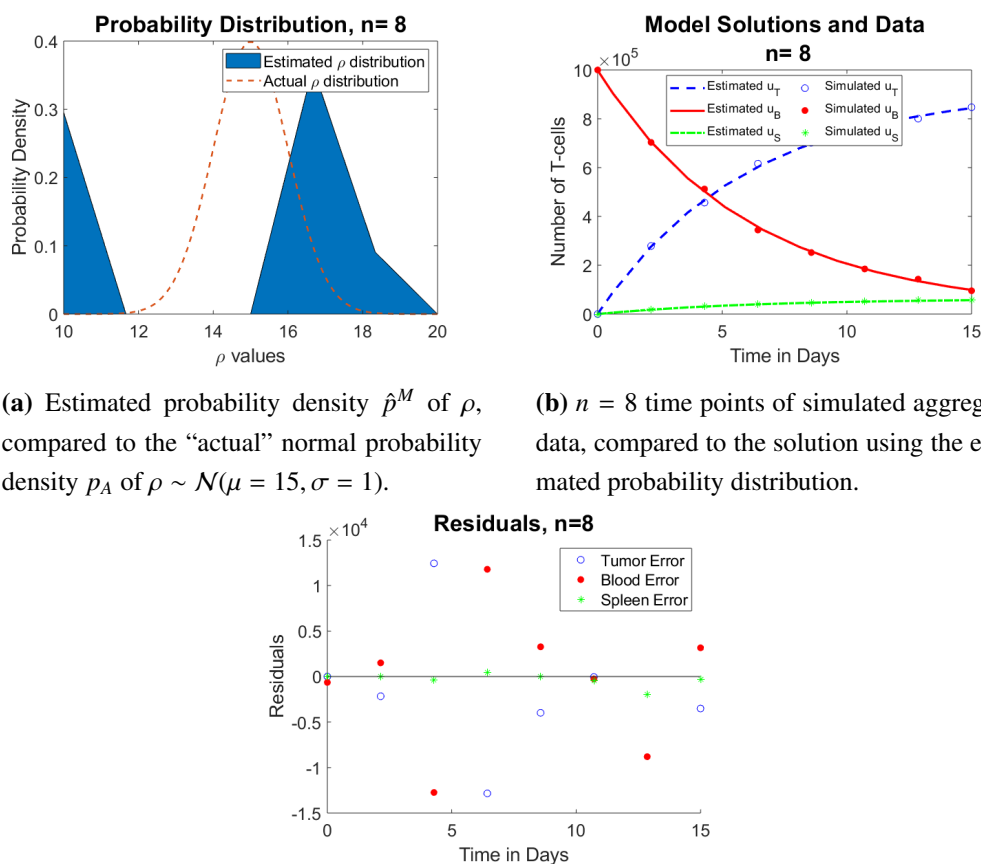 Probability Distribution, n= 8
0.4
0.3
0.2
0.1
0
Probability Density
Estimated ρ distribution
Actual ρ distribution
10 12 14 16 18 20
ρ values
Model Solutions and Data
n= 8
×10⁵
10
8
6
4
2
0
Number of T-cells
Estimated u_T
Estimated u_B
Estimated u_S
Simulated u_T
Simulated u_B
Simulated u_S
0 5 10 15
Time in Days
(a) Estimated probability density p̂^M of ρ,
compared to the “actual” normal probability
density p_A of ρ ∼ N(μ = 15, σ = 1).
(b) n = 8 time points of simulated aggreg
data, compared to the solution using the e
mated probability distribution.
Residuals, n=8
×10⁴
1.5
1
0.5
0
-0.5
-1
-1.5
Residuals
Tumor Error
Blood Error
Spleen Error
0 5 10 15
Time in Days